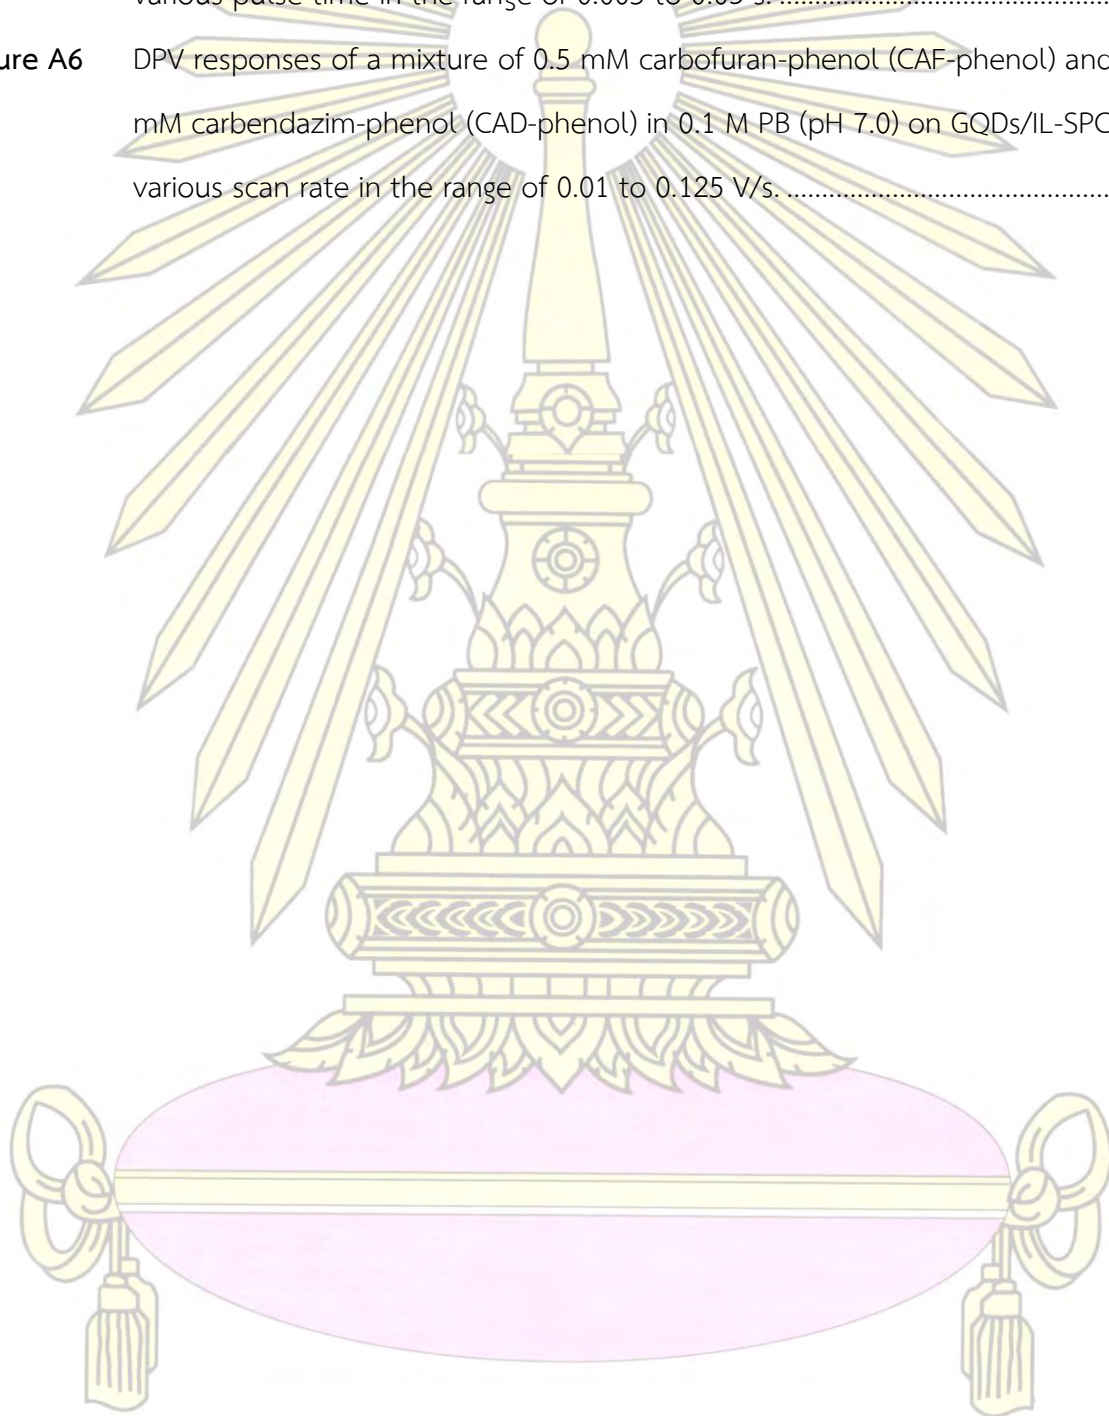 various pulse time in the range of 0.005 to 0.05 s. ................................................
ure A6 DPV responses of a mixture of 0.5 mM carbofuran-phenol (CAF-phenol) and
mM carbendazim-phenol (CAD-phenol) in 0.1 M PB (pH 7.0) on GQDs/IL-SPC
various scan rate in the range of 0.01 to 0.125 V/s. ................................................